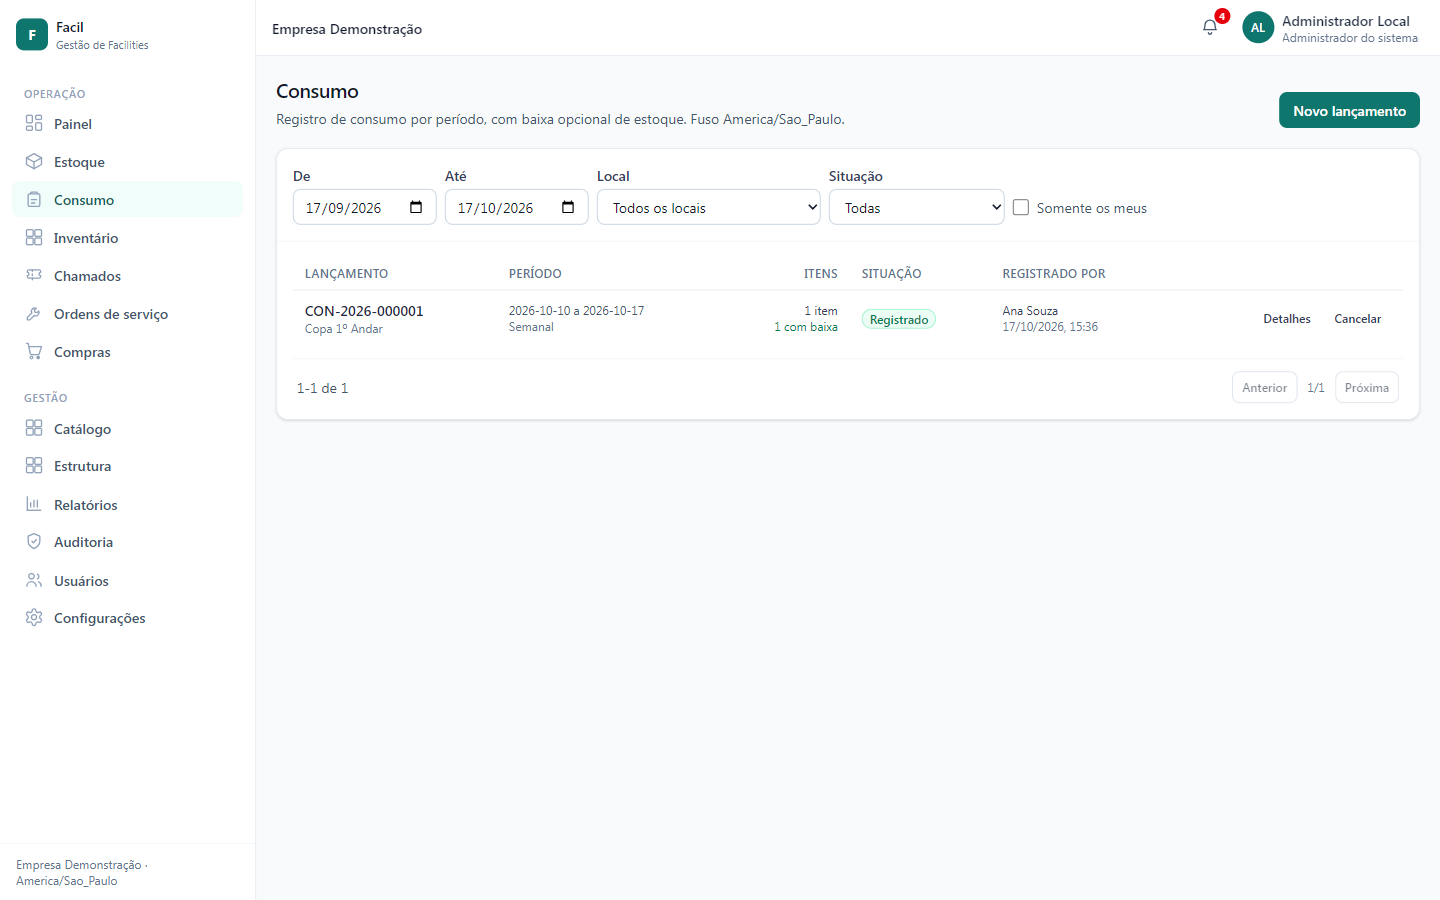 F
Facil
Gestão de Facilities
OPERAÇÃO
Painel
Estoque
Consumo
Inventário
Chamados
Ordens de serviço
Compras
GESTÃO
Catálogo
Estrutura
Relatórios
Auditoria
Usuários
Configurações
Empresa Demonstração ·
America/Sao_Paulo
Empresa Demonstração
4
AL
Administrador Local
Administrador do sistema
Consumo
Registro de consumo por período, com baixa opcional de estoque. Fuso America/Sao_Paulo.
Novo lançamento
De
Até
Local
Situação
17/09/2026
17/10/2026
Todos os locais
Todas
Somente os meus
LANÇAMENTO
PERÍODO
ITENS
SITUAÇÃO
REGISTRADO POR
CON-2026-000001
Copa 1º Andar
2026-10-10 a 2026-10-17
Semanal
1 item
1 com baixa
Registrado
Ana Souza
17/10/2026, 15:36
Detalhes
Cancelar
1-1 de 1
Anterior
1/1
Próxima